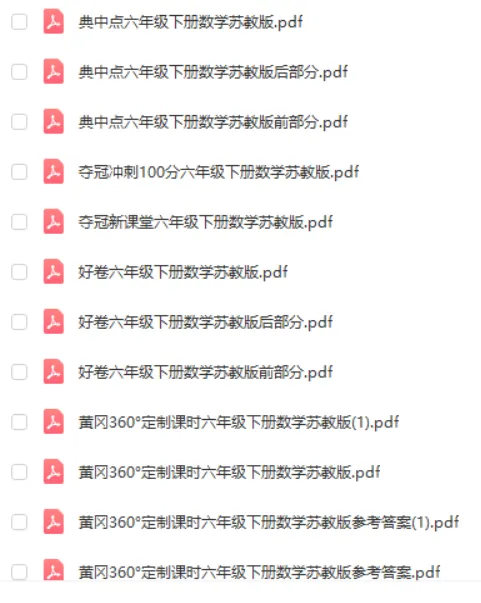 典中点六年级下册数学苏教版.pdf
典中点六年级下册数学苏教版后部分.pdf
典中点六年级下册数学苏教版前部分.pdf
夺冠冲刺100分六年级下册数学苏教版.pdf
夺冠新课堂六年级下册数学苏教版.pdf
好卷六年级下册数学苏教版.pdf
好卷六年级下册数学苏教版后部分.pdf
好卷六年级下册数学苏教版前部分.pdf
黄冈360°定制课时六年级下册数学苏教版(1).pdf
黄冈360°定制课时六年级下册数学苏教版.pdf
黄冈360°定制课时六年级下册数学苏教版参考答案(1).pdf
黄冈360°定制课时六年级下册数学苏教版参考答案.pdf